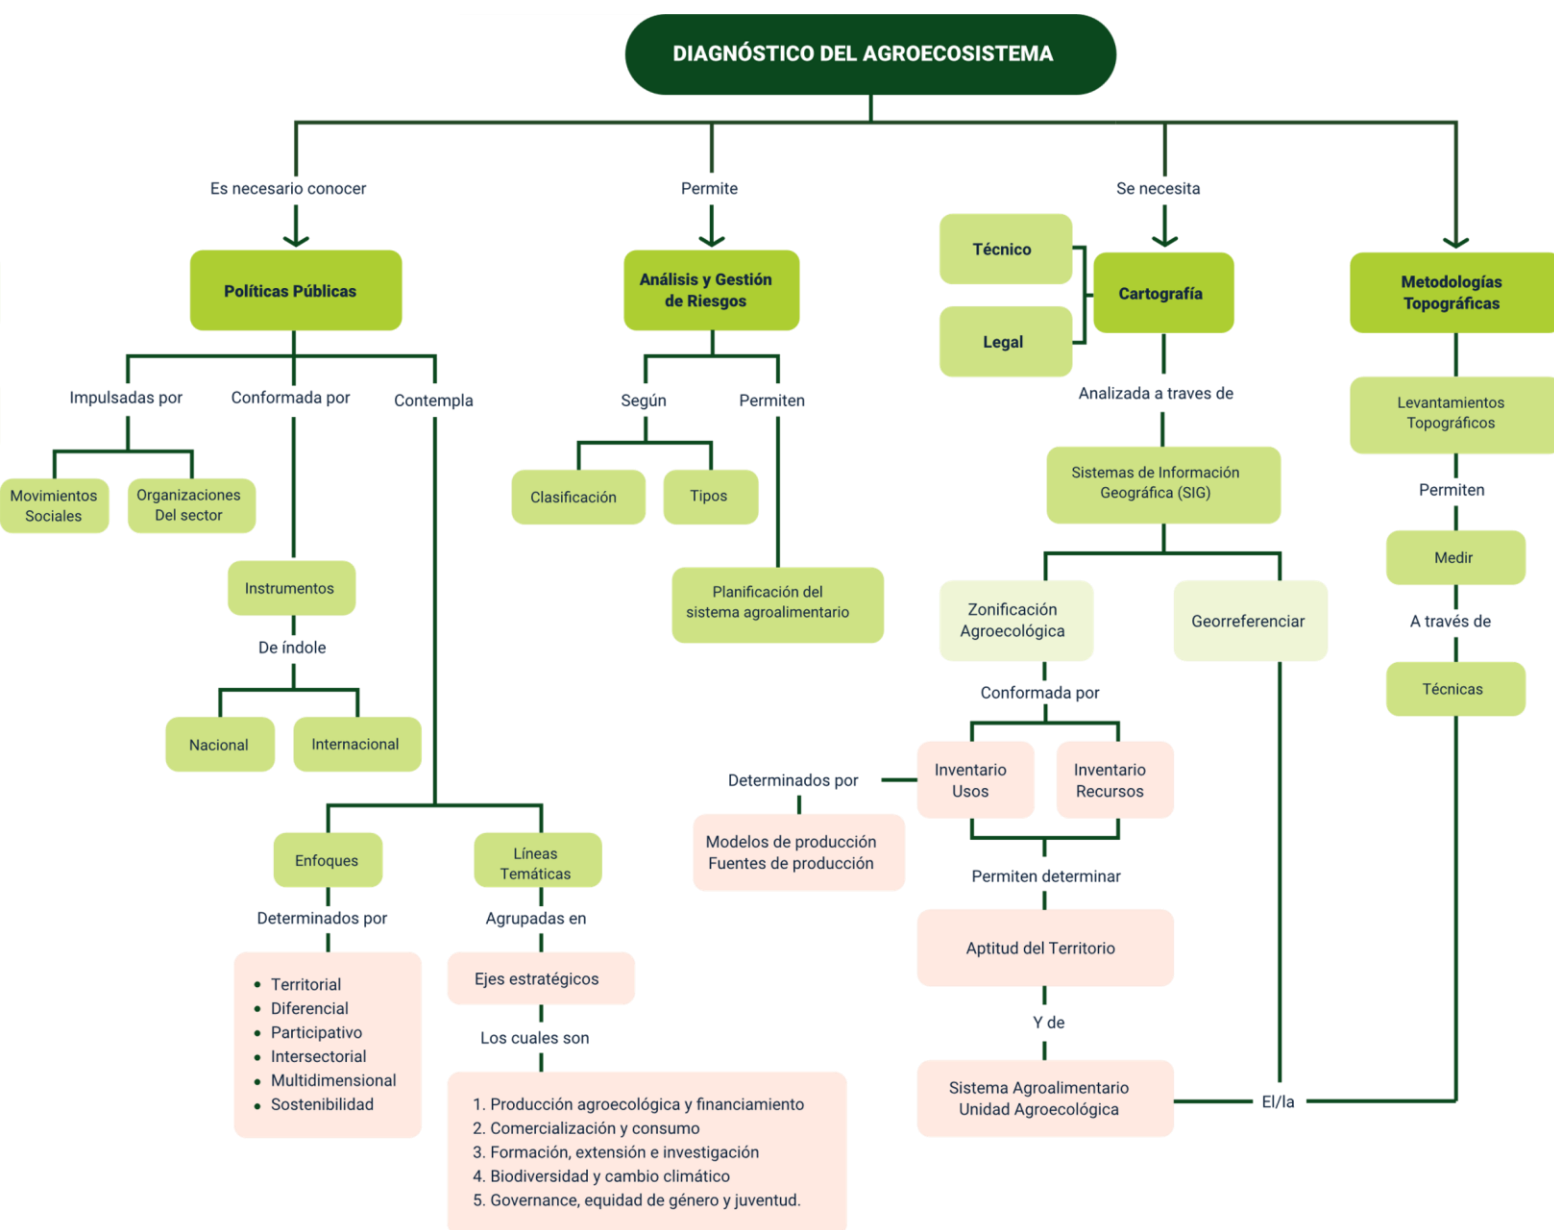 DIAGNÓSTICO DEL AGROECOSISTEMA
Es necesario conocer
Políticas Públicas
Impulsadas por
Movimientos
Sociales
Organizaciones
Del sector
Conformada por
Instrumentos
De índole
Nacional
Internacional
Contempla
Enfoques
Determinados por
Territorial
Diferencial
Participativo
Intersectorial
Multidimensional
Sostenibilidad
Líneas
Temáticas
Agrupadas en
Ejes estratégicos
Los cuales son
1. Producción agroecológica y financiamiento
2. Comercialización y consumo
3. Formación, extensión e investigación
4. Biodiversidad y cambio climático
5. Governance, equidad de género y juventud.
Permite
Análisis y Gestión
de Riesgos
Según
Clasificación
Tipos
Permiten
Planificación del
sistema agroalimentario
Se necesita
Técnico
Legal
Cartografía
Analizada a traves de
Sistemas de Información
Geográfica (SIG)
Zonificación
Agroecológica
Georreferenciar
Conformada por
Inventario
Usos
Inventario
Recursos
Determinados por
Modelos de producción
Fuentes de producción
Permiten determinar
Aptitud del Territorio
Y de
Sistema Agroalimentario
Unidad Agroecológica
El/la
Metodologías
Topográficas
Levantamientos
Topográficos
Permiten
Medir
A través de
Técnicas